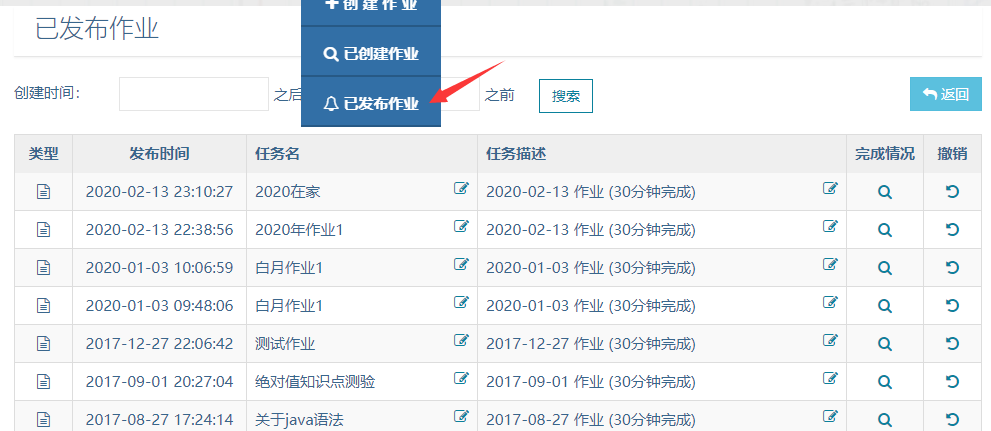 创建作业
已发布作业
已创建作业
创建时间：
之后
已发布作业
之前
搜索
返回
类型 发布时间 任务名 任务描述 完成情况 撤销
2020-02-13 23:10:27 2020在家 2020-02-13 作业 (30分钟完成)
2020-02-13 22:38:56 2020年作业1 2020-02-13 作业 (30分钟完成)
2020-01-03 10:06:59 白月作业1 2020-01-03 作业 (30分钟完成)
2020-01-03 09:48:06 白月作业1 2020-01-03 作业 (30分钟完成)
2017-12-27 22:06:42 测试作业 2017-12-27 作业 (30分钟完成)
2017-09-01 20:27:04 绝对值知识点测验 2017-09-01 作业 (30分钟完成)
2017-08-27 17:24:14 关于java语法 2017-08-27 作业 (30分钟完成)